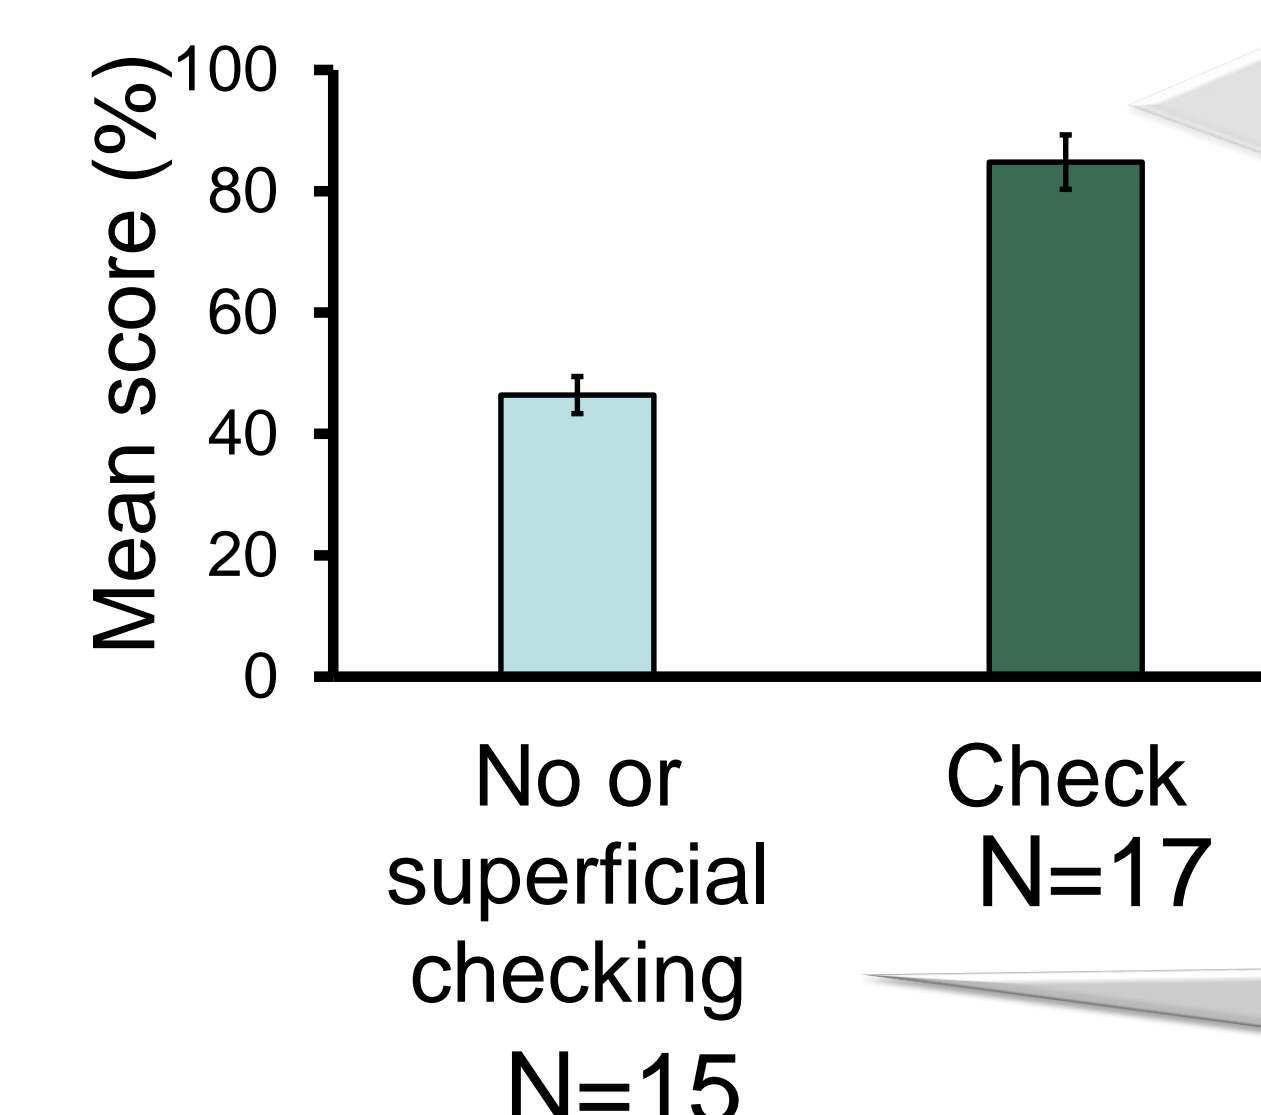 Mean score (%)
100
80
60
40
20
0
No or
superficial
checking
N=15
Check
N=17